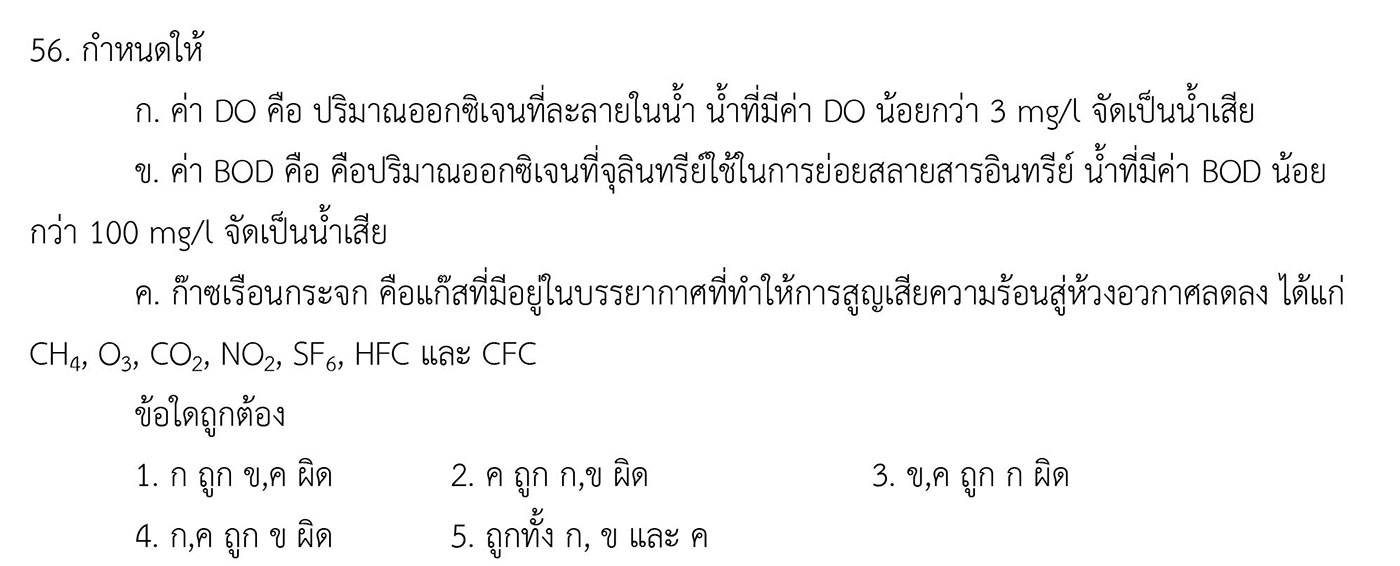 56. กำหนดให้
ก. ค่า DO คือ ปริมาณออกซิเจนที่ละลายในน้ำ น้ำที่มีค่า DO น้อยกว่า 3 mg/l จัดเป็นน้ำเสีย
ข. ค่า BOD คือ คือปริมาณออกซิเจนที่จุลินทรีย์ใช้ในการย่อยสลายสารอินทรีย์ น้ำที่มีค่า BOD น้อย
กว่า 100 mg/l จัดเป็นน้ำเสีย
ค. ก๊าซเรือนกระจก คือแก๊สที่มีอยู่ในบรรยากาศที่ทำให้การสูญเสียความร้อนสู่ห้วงอวกาศลดลง ได้แก่
CH₄, O₃, CO₂, NO₂, SF₆, HFC และ CFC
ข้อใดถูกต้อง
1. ก ถูก ข,ค ผิด 2. ค ถูก ก,ข ผิด 3. ข,ค ถูก ก ผิด
4. ก,ค ถูก ข ผิด 5. ถูกทั้ง ก, ข และ ค